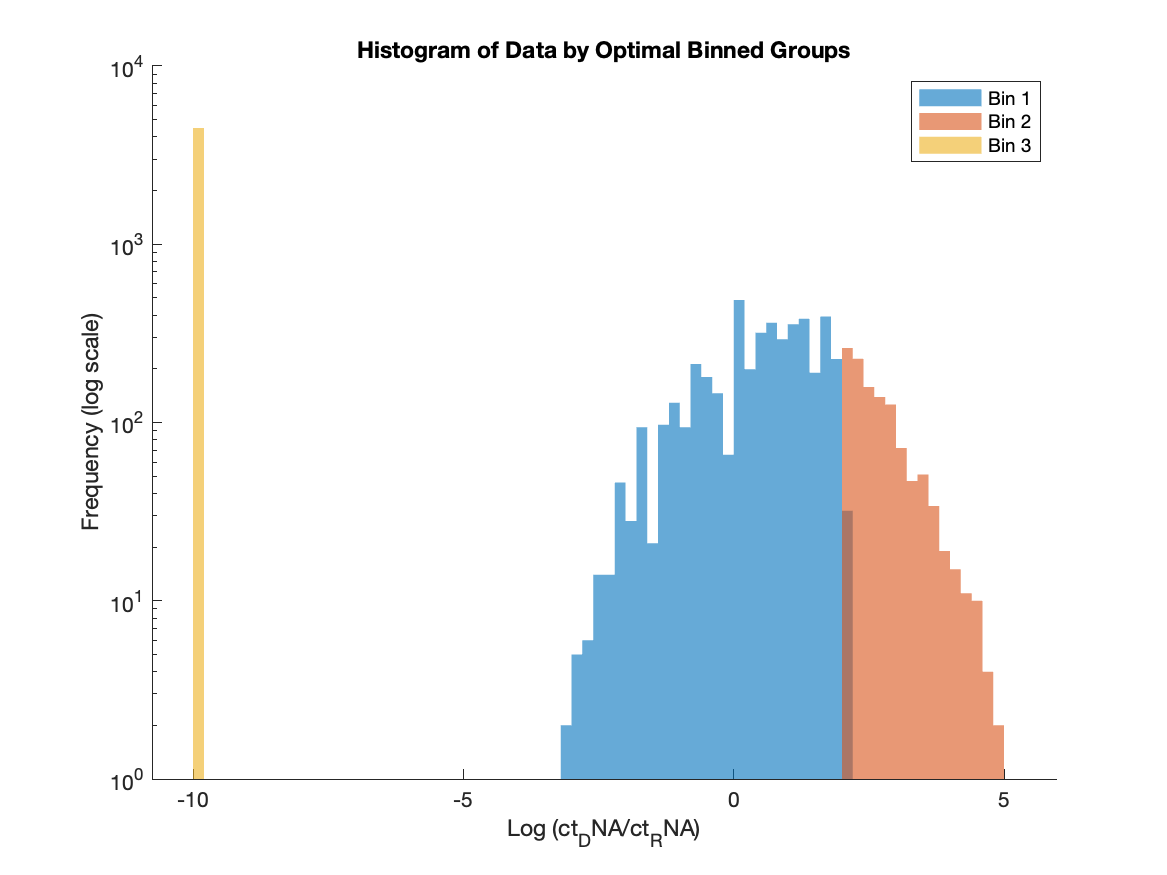 Histogram of Data by Optimal Binned Groups
10⁴
10³
10²
10¹
10⁰
Frequency (log scale)
Bin 1
Bin 2
Bin 3
-10
-5
0
5
Log (ct_DNA/ct_RNA)